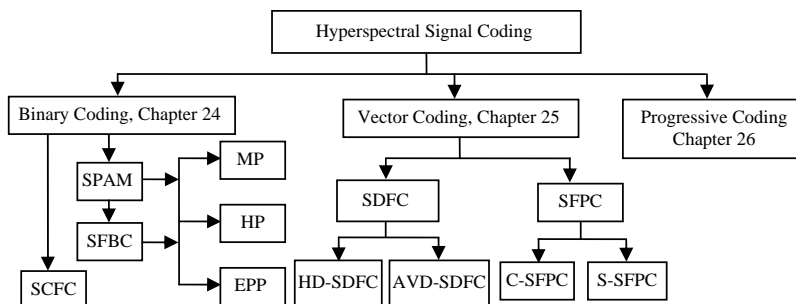 Hyperspectral Signal Coding
Binary Coding, Chapter 24
Vector Coding, Chapter 25
Progressive Coding
Chapter 26
SPAM
MP
SFBC
HP
SCFC
EPP
SDFC
SFPC
HD-SDFC
AVD-SDFC
C-SFPC
S-SFPC